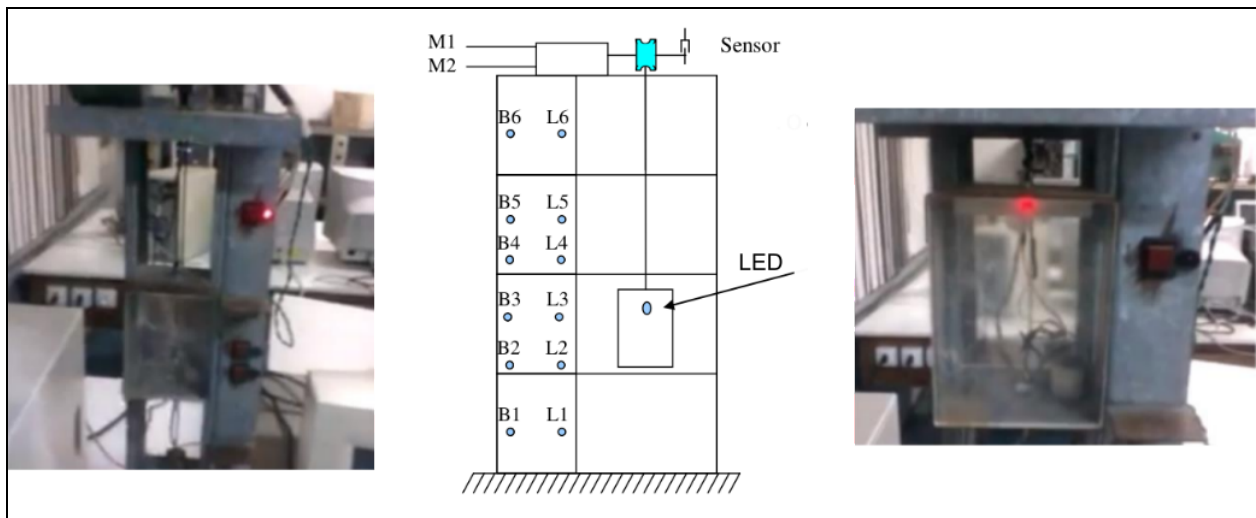 M1
M2
Sensor
B6 L6
B5 L5
B4 L4
LED
B3 L3
B2 L2
B1 L1